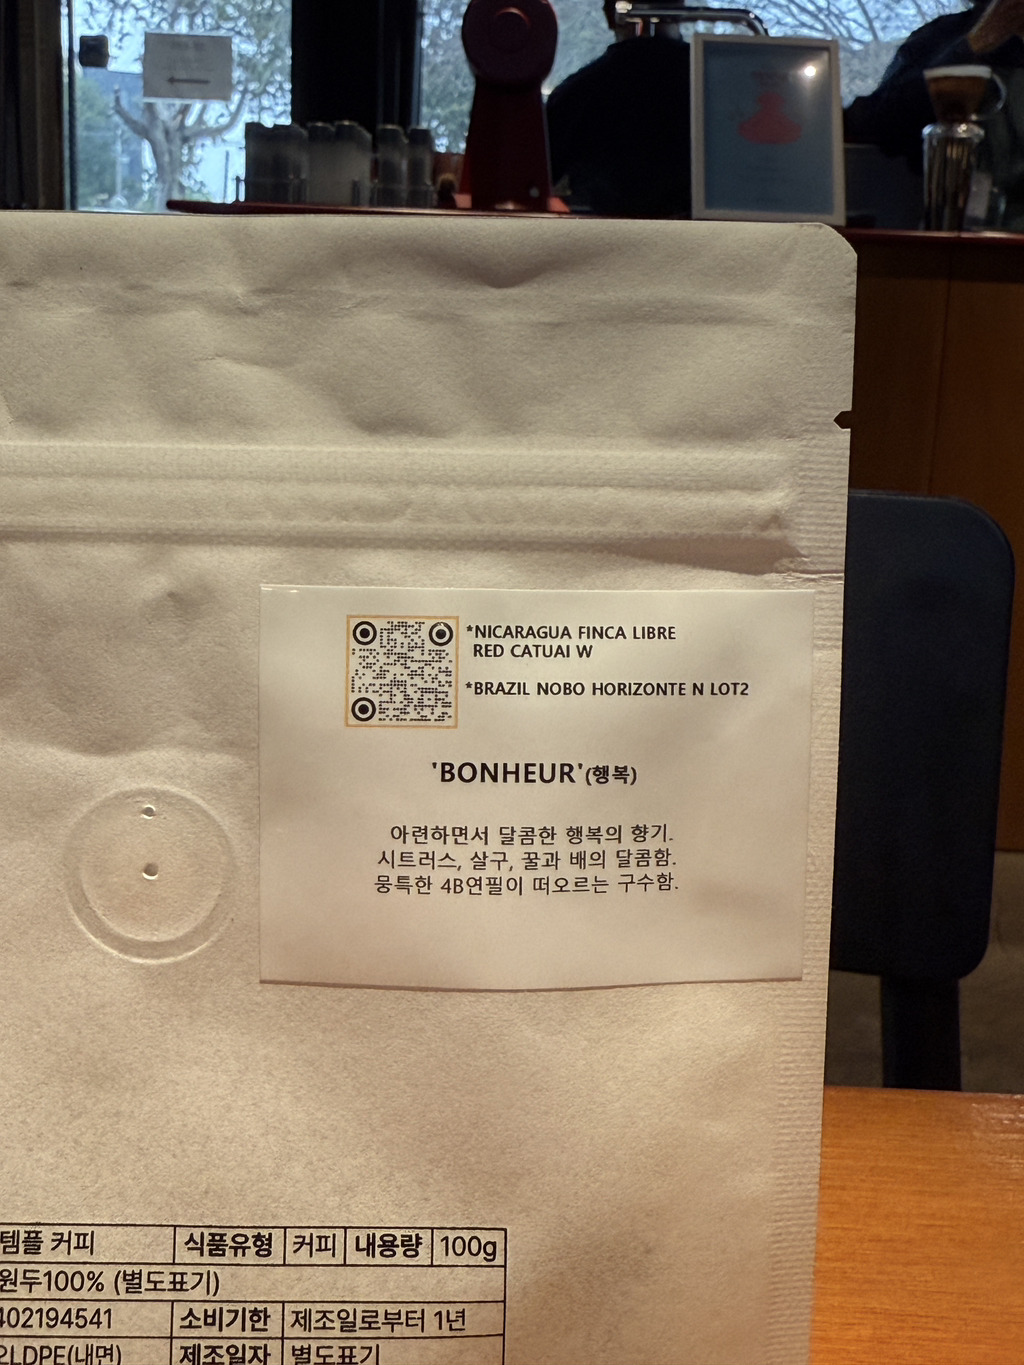 *NICARAGUA FINCA LIBRE
RED CATUAI W
*BRAZIL NOBO HORIZONTE N LOT2
'BONHEUR'(행복)
아련하면서 달콤한 행복의 향기.
시트러스, 살구, 꿀과 배의 달콤함.
뭉특한 4B연필이 떠오르는 구수함.
템플 커피 식품유형 커피 내용량 100g
원두100% (별도표기)
402194541 소비기한 제조일로부터 1년
LDPE(내면) 제조일자 별도표기